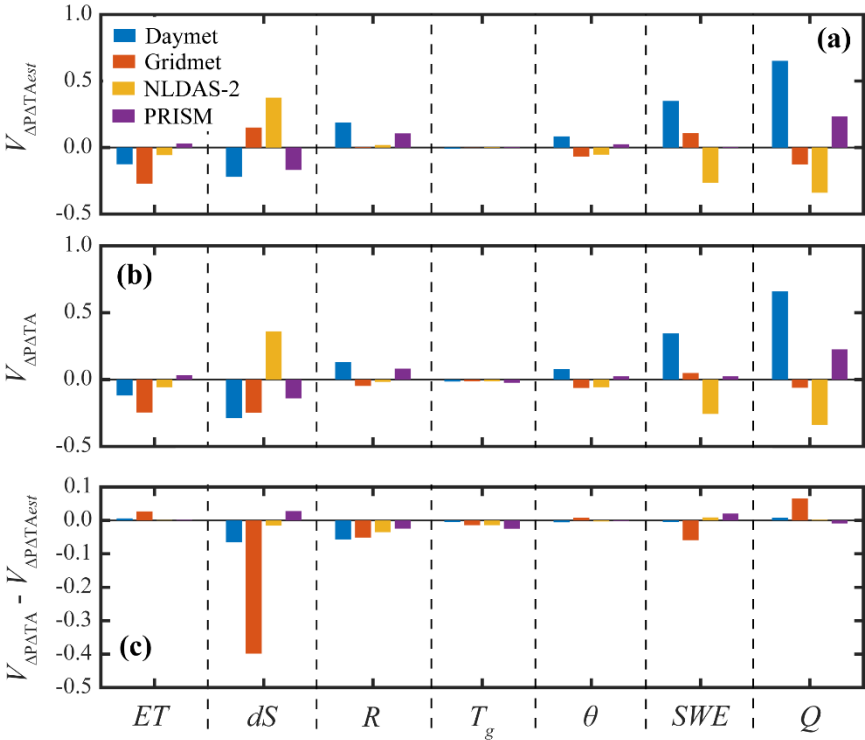 1.0
(a)
Daymet
Gridmet
NLDAS-2
PRISM
0.5
0.0
-0.5
VΔPΔTAest
1.0
(b)
0.5
0.0
-0.5
VΔPΔTA
0.1
0.0
-0.1
-0.2
-0.3
-0.4
-0.5
(c)
VΔPΔTA - VΔPΔTAest
ET dS R Tg θ SWE Q